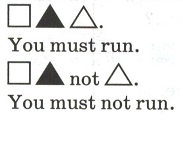 □▲△.
You must run.
□▲ not △.
You must not run.